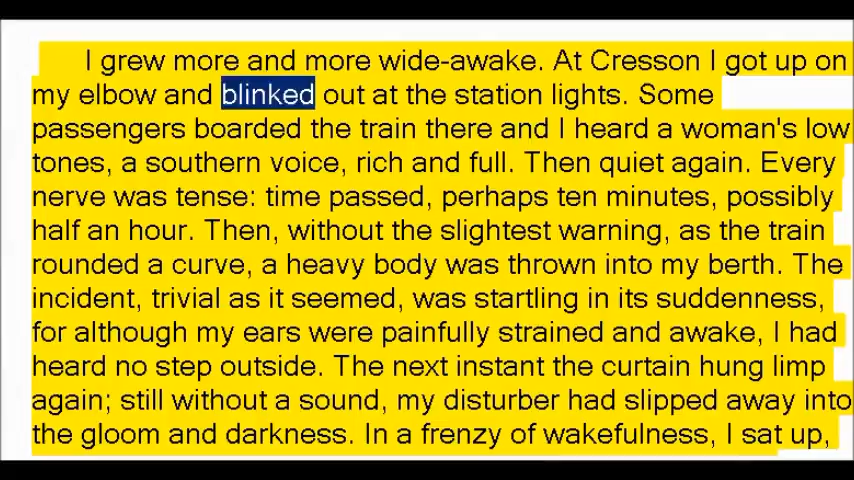 I grew more and more wide-awake. At Cresson I got up on
my elbow and blinked out at the station lights. Some
passengers boarded the train there and I heard a woman's low
tones, a southern voice, rich and full. Then quiet again. Every
nerve was tense: time passed, perhaps ten minutes, possibly
half an hour. Then, without the slightest warning, as the train
rounded a curve, a heavy body was thrown into my berth. The
incident, trivial as it seemed, was startling in its suddenness,
for although my ears were painfully strained and awake, I had
heard no step outside. The next instant the curtain hung limp
again; still without a sound, my disturber had slipped away into
the gloom and darkness. In a frenzy of wakefulness, I sat up,